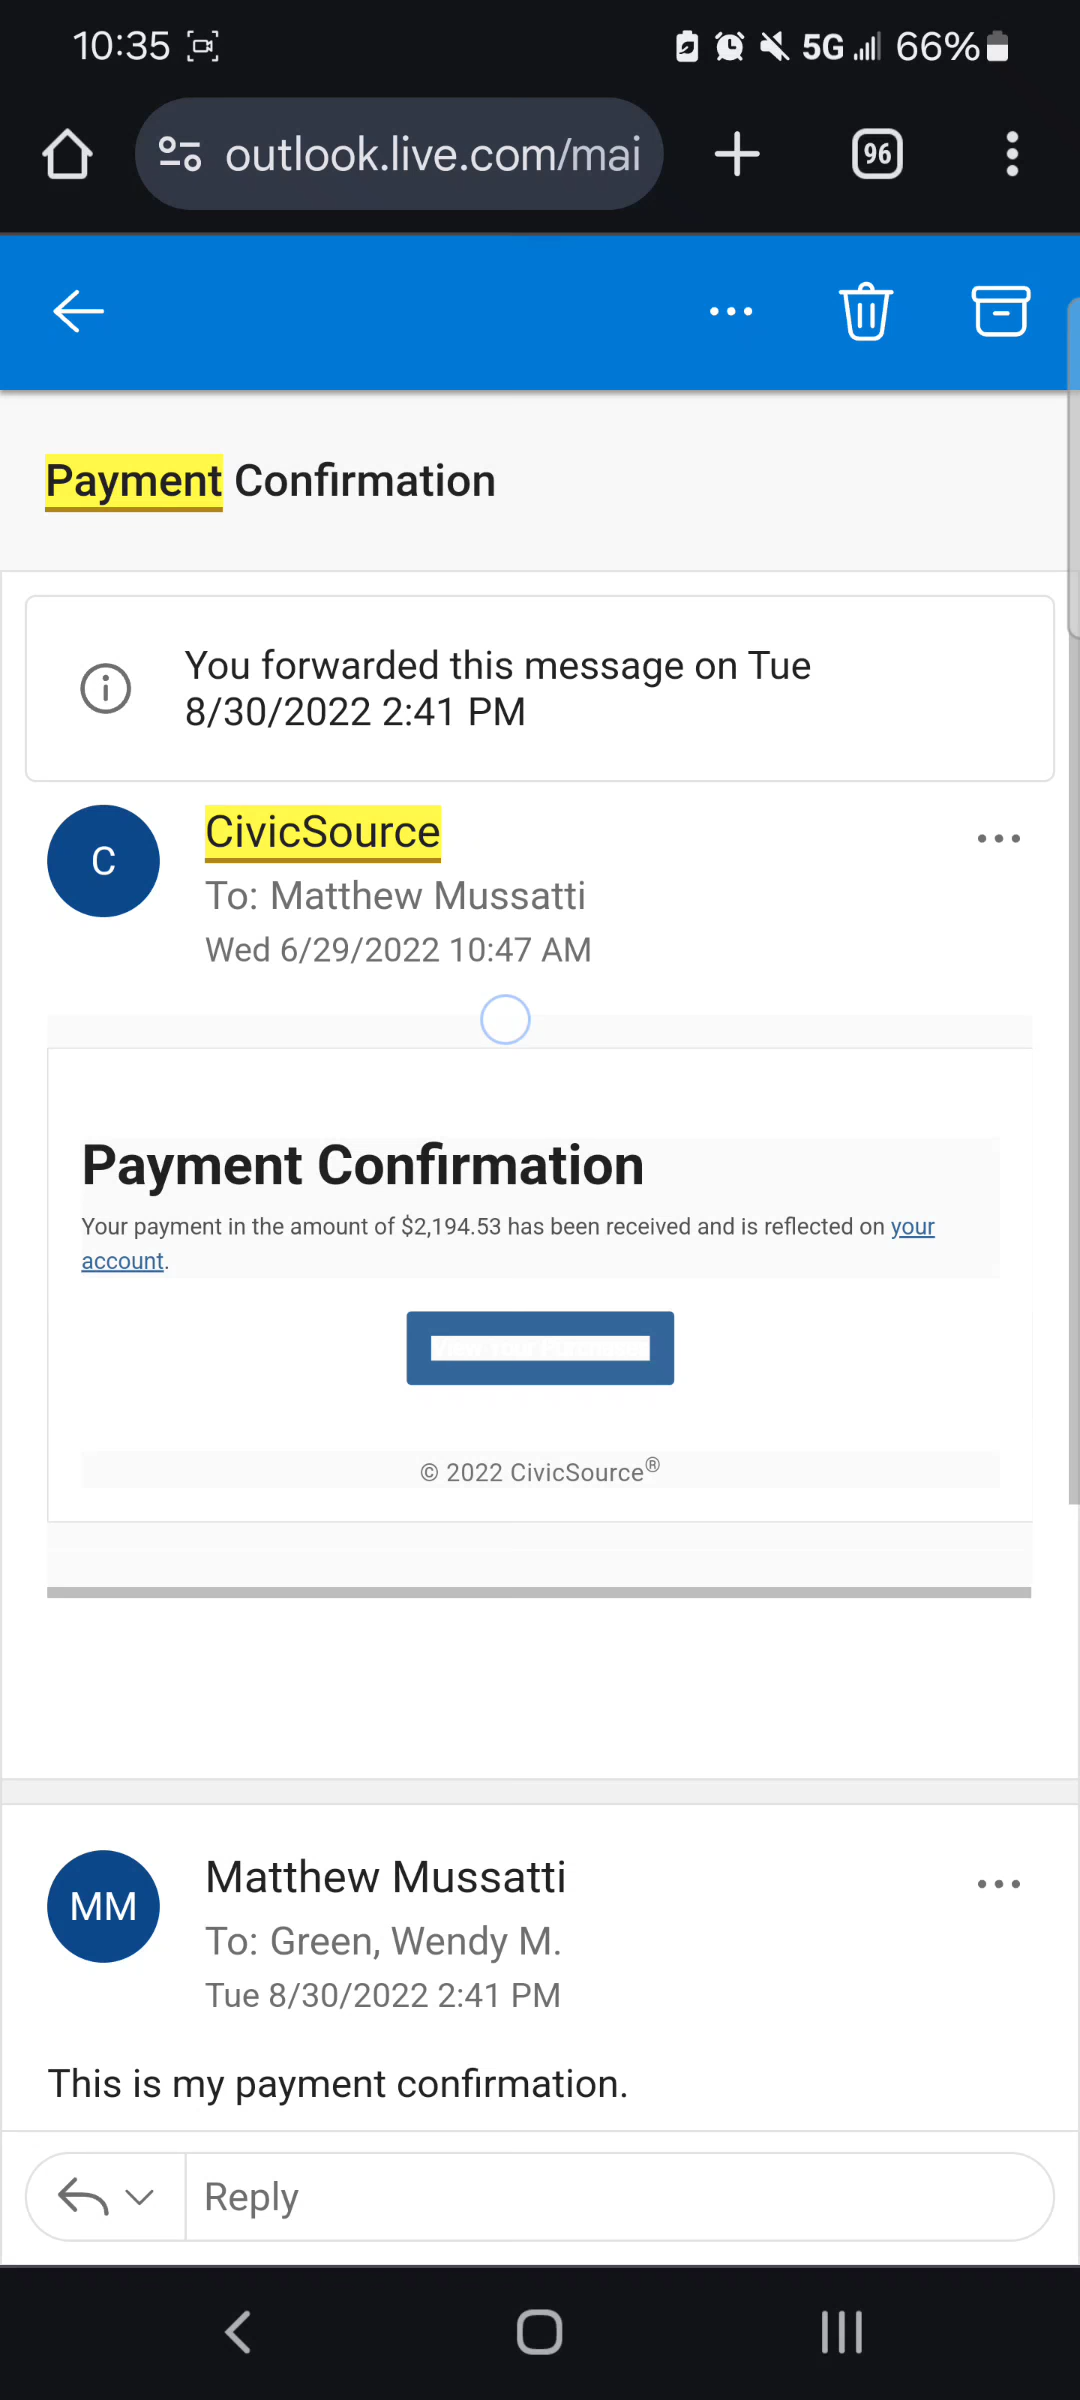 10:35
5G 66%
outlook.live.com/mai
96
Payment Confirmation
You forwarded this message on Tue
8/30/2022 2:41 PM
C
CivicSource
To: Matthew Mussatti
Wed 6/29/2022 10:47 AM
Payment Confirmation
Your payment in the amount of $2,194.53 has been received and is reflected on your
account.
© 2022 CivicSource®
MM
Matthew Mussatti
To: Green, Wendy M.
Tue 8/30/2022 2:41 PM
This is my payment confirmation.
Reply